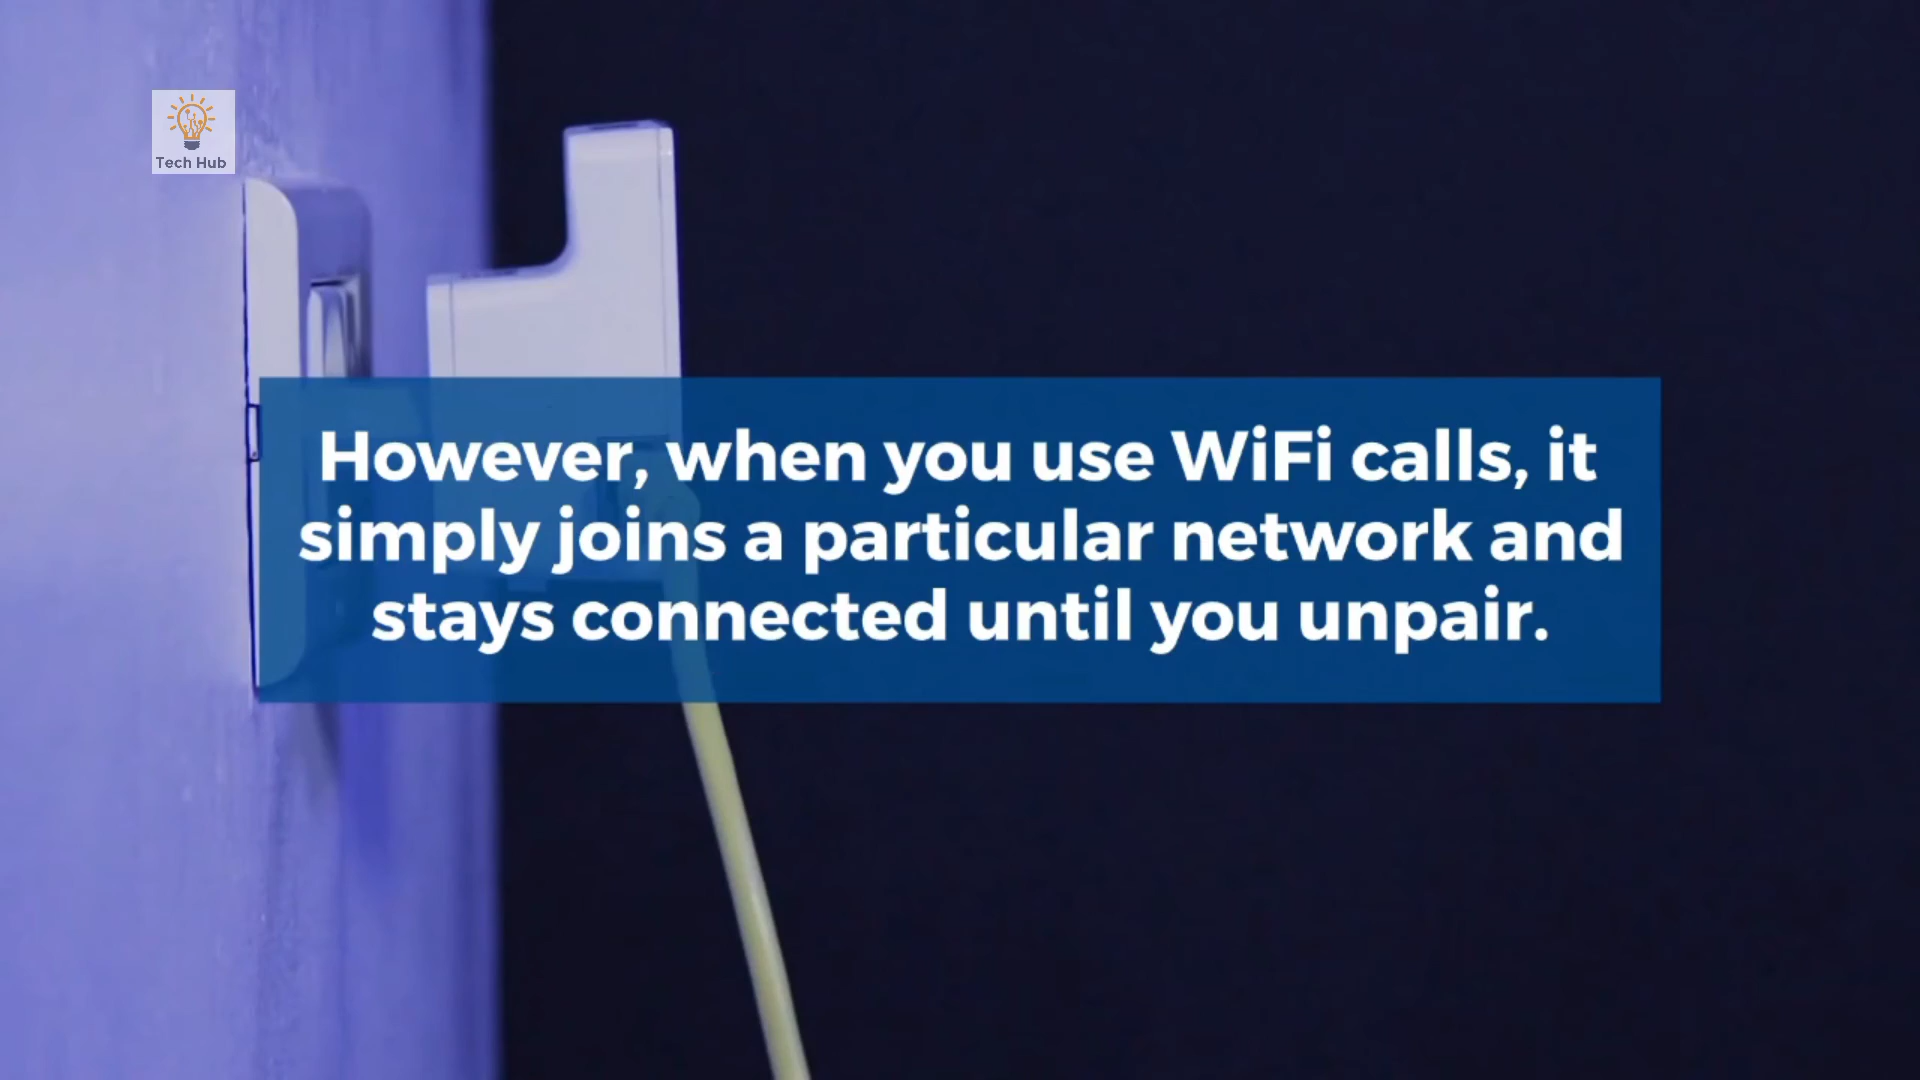 Tech Hub
However, when you use WiFi calls, it
simply joins a particular network and
stays connected until you unpair.